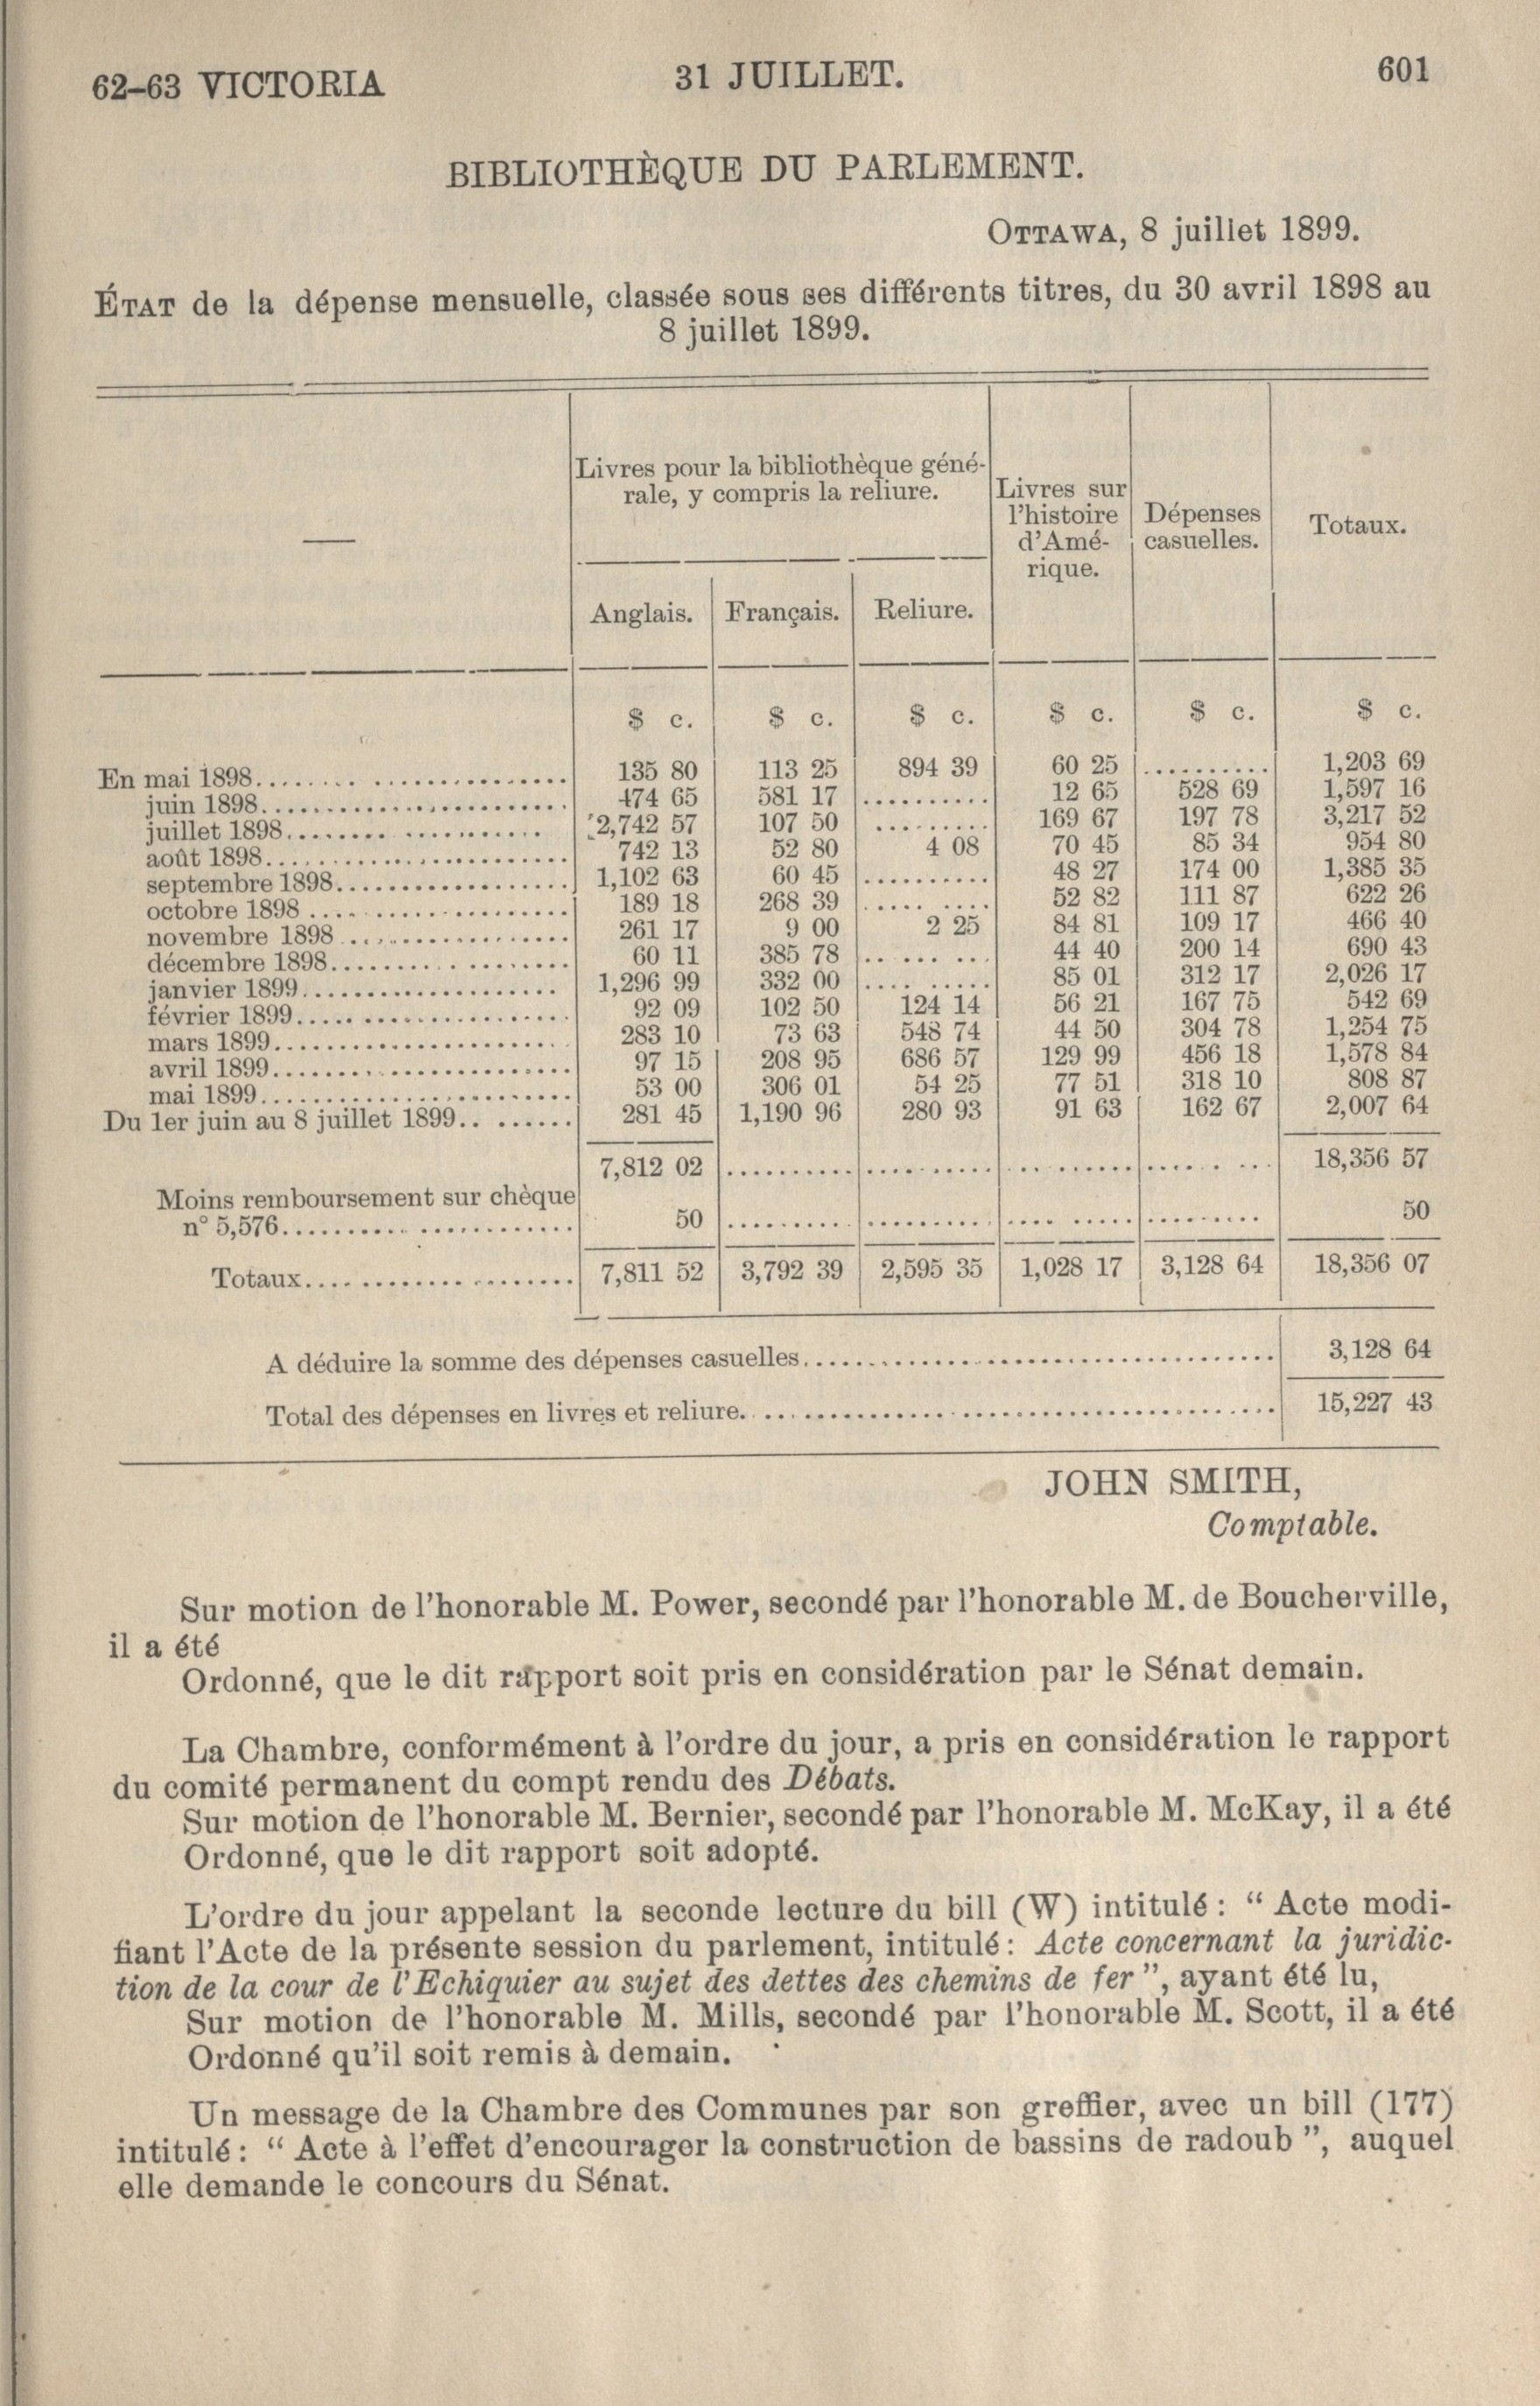 62-63 VICTORIA 31 JUILLET. 601
BIBLIOTHÈQUE DU PARLEMENT.
OTTAWA, 8 juillet 1899.
ÉTAT de la dépense mensuelle, classée sous ses différents titres, du 30 avril 1898 au
8 juillet 1899.
Livres pour la bibliothèque géné-
rale, y compris la reliure.
Livres sur
l'histoire
d'Amé-
rique.
Dépenses
casuelles.
Totaux.
Anglais. Français. Reliure.
$ c. $ c. $ c. $ c. $ c. $ c.
En mai 1898........ .............. 135 80 113 25 894 39 60 25 .......... 1,203 69
juin 1898....................... 474 65 581 17 .......... 12 65 528 69 1,597 16
juillet 1898........ ........... 2,742 57 107 50 ......... 169 67 197 78 3,217 52
août 1898....................... 742 13 52 80 4 08 70 45 85 34 954 80
septembre 1898.................. 1,102 63 60 45 .......... 48 27 174 00 1,385 35
octobre 1898 .................... 189 18 268 39 ..... .... 52 82 111 87 622 26
novembre 1898 .................. 261 17 9 00 2 25 84 81 109 17 466 40
décembre 1898.......... ........ 60 11 385 78 .. ... ... 44 40 200 14 690 43
janvier 1899.................... 1,296 99 332 00 .... ..... 85 01 312 17 2,026 17
février 1899..... ................ 92 09 102 50 124 14 56 21 167 75 542 69
mars 1899....................... 283 10 73 63 548 74 44 50 304 78 1,254 75
avril 1899....................... 97 15 208 95 686 57 129 99 456 18 1,578 84
mai 1899........................ 53 00 306 01 54 25 77 51 318 10 808 87
Du 1er juin au 8 juillet 1899.. ....... 281 45 1,190 96 280 93 91 63 162 67 2,007 64
7,812 02 .......... .......... .. ....... ...... ... 18,356 57
Moins remboursement sur chèque
n° 5,576.......... ............ 50 .......... .......... .... ..... ......... 50
Totaux.... ......... ........ 7,811 52 3,792 39 2,595 35 1,028 17 3,128 64 18,356 07
A déduire la somme des dépenses casuelles................................... 3,128 64
Total des dépenses en livres et reliure....................................... 15,227 43
JOHN SMITH,
Comptable.
Sur motion de l'honorable M. Power, secondé par l'honorable M. de Boucherville,
il a été
Ordonné, que le dit rapport soit pris en considération par le Sénat demain.
La Chambre, conformément à l'ordre du jour, a pris en considération le rapport
du comité permanent du compt rendu des Débats.
Sur motion de l'honorable M. Bernier, secondé par l'honorable M. McKay, il a été
Ordonné, que le dit rapport soit adopté.
L'ordre du jour appelant la seconde lecture du bill (W) intitulé : “ Acte modi-
fiant l'Acte de la présente session du parlement, intitulé : Acte concernant la juridic-
tion de la cour de l'Echiquier au sujet des dettes des chemins de fer ”, ayant été lu,
Sur motion de l'honorable M. Mills, secondé par l'honorable M. Scott, il a été
Ordonné qu'il soit remis à demain.
Un message de la Chambre des Communes par son greffier, avec un bill (177)
intitulé : “ Acte à l'effet d'encourager la construction de bassins de radoub ”, auquel
elle demande le concours du Sénat.